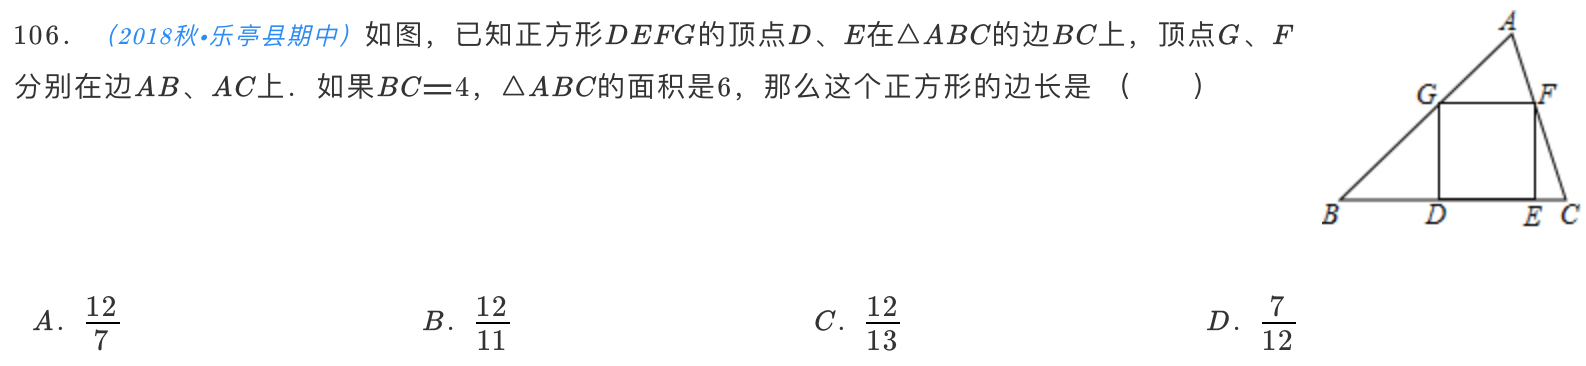 106. (2018秋•乐亭县期中) 如图，已知正方形DEFG的顶点D、E在△ABC的边BC上，顶点G、F
分别在边AB、AC上．如果BC=4，△ABC的面积是6，那么这个正方形的边长是（　　）
A
G
F
B
D
E
C
A. 12/7
B. 12/11
C. 12/13
D. 7/12